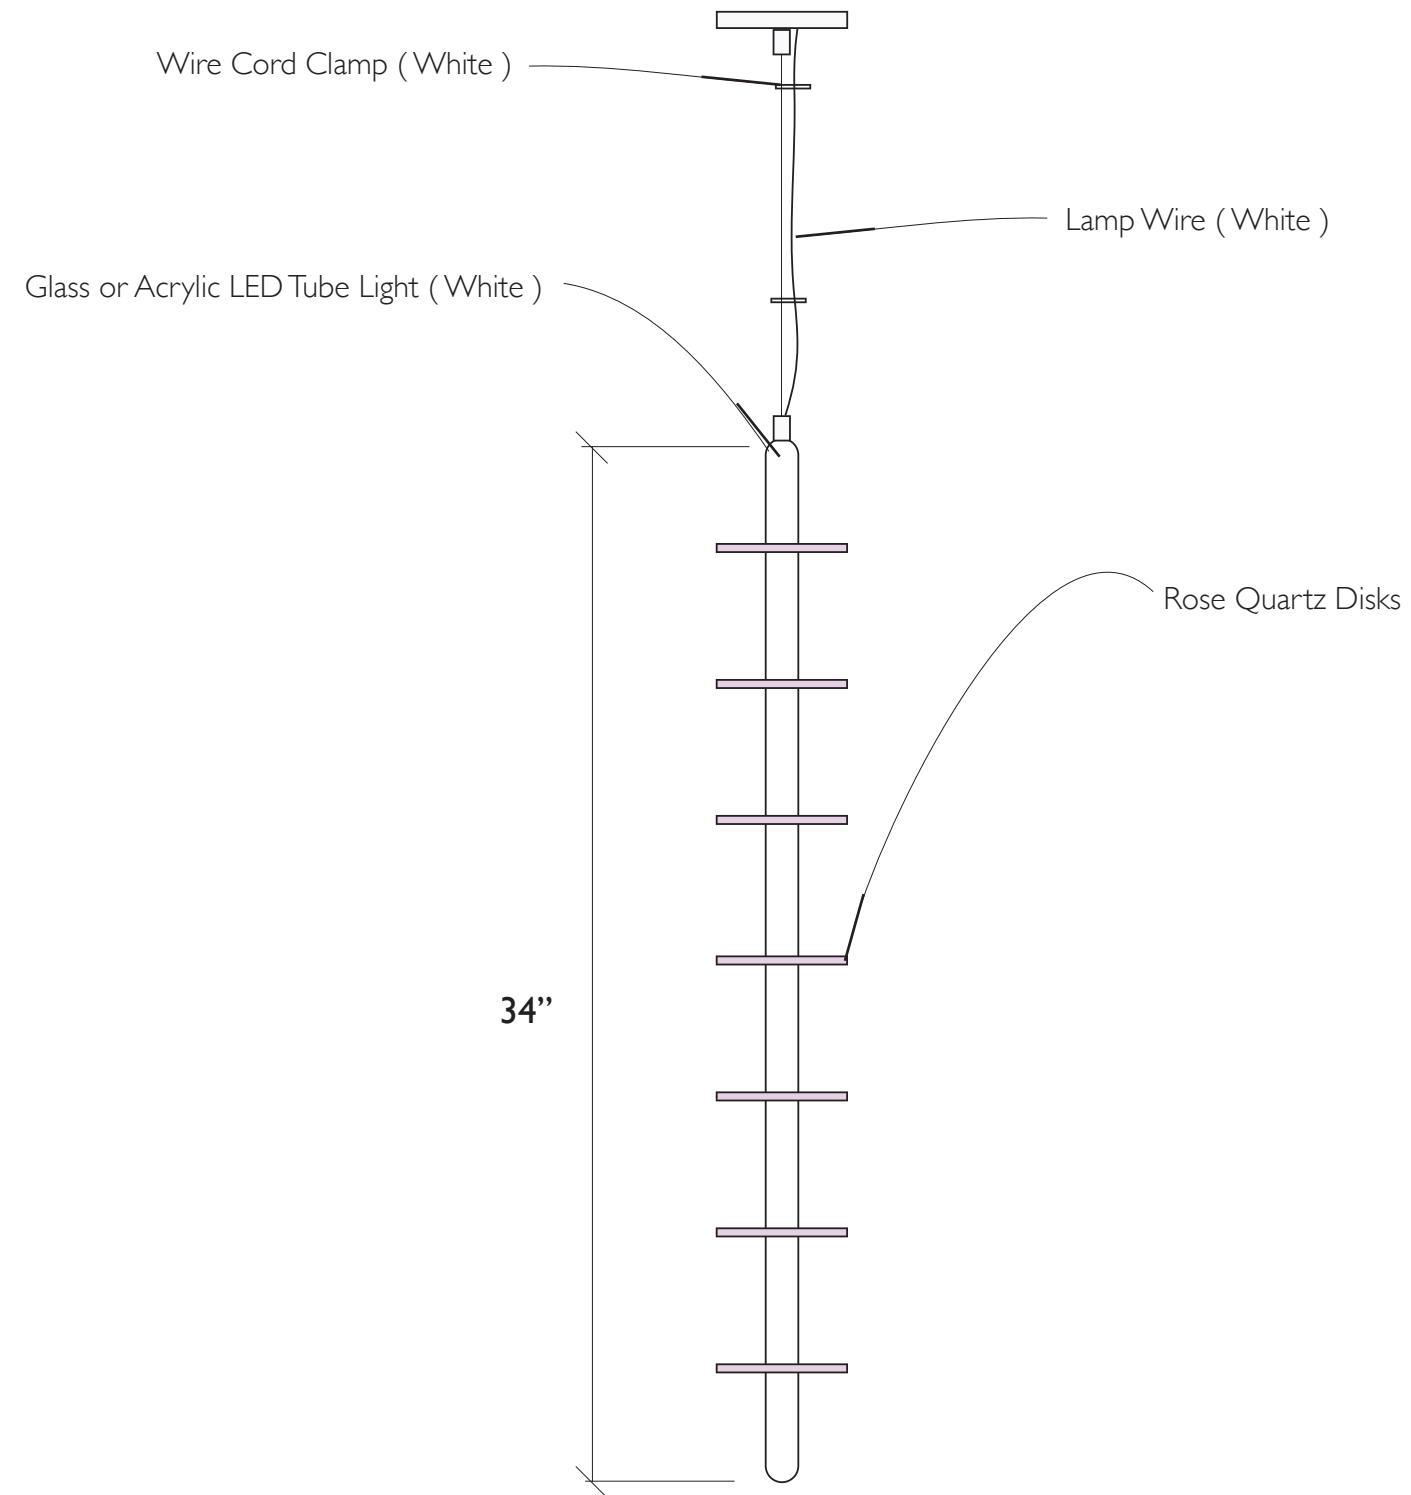 Wire Cord Clamp ( White )
Lamp Wire ( White )
Glass or Acrylic LED Tube Light ( White )
Rose Quartz Disks
34”